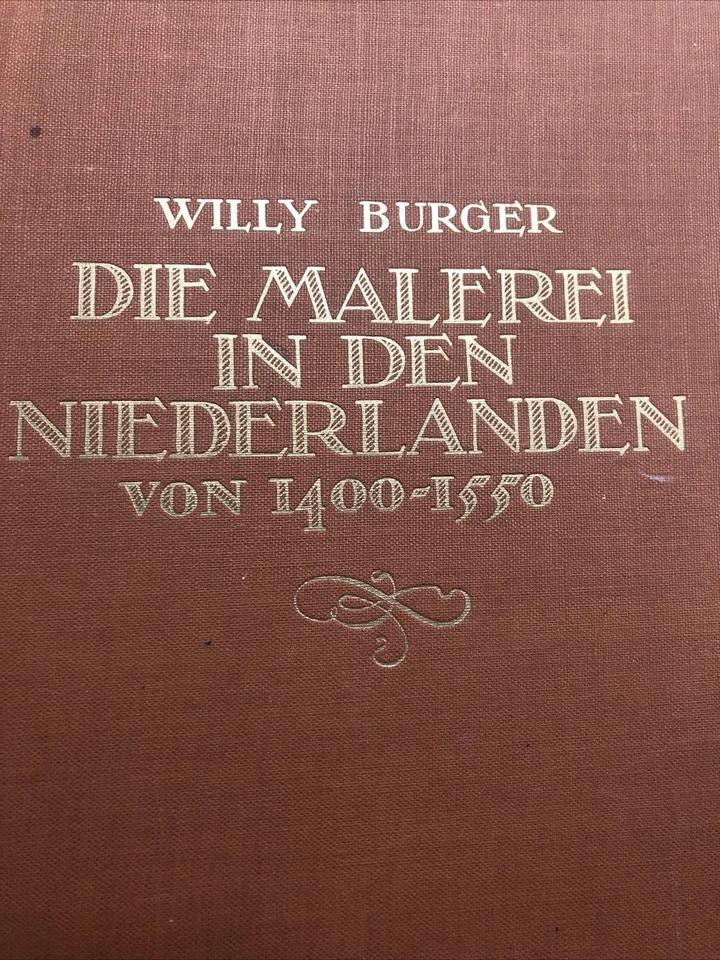 WILLY BURGER
DIE MALEREI
IN DEN
NIEDERLANDEN
VON 1400-1550